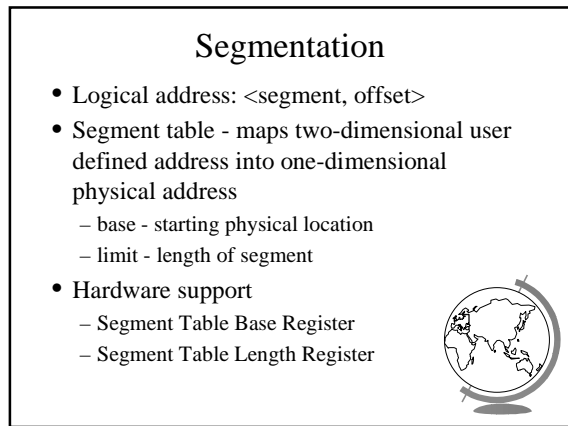 Segmentation
• Logical address: <segment, offset>
• Segment table - maps two-dimensional user
defined address into one-dimensional
physical address
– base - starting physical location
– limit - length of segment
• Hardware support
– Segment Table Base Register
– Segment Table Length Register